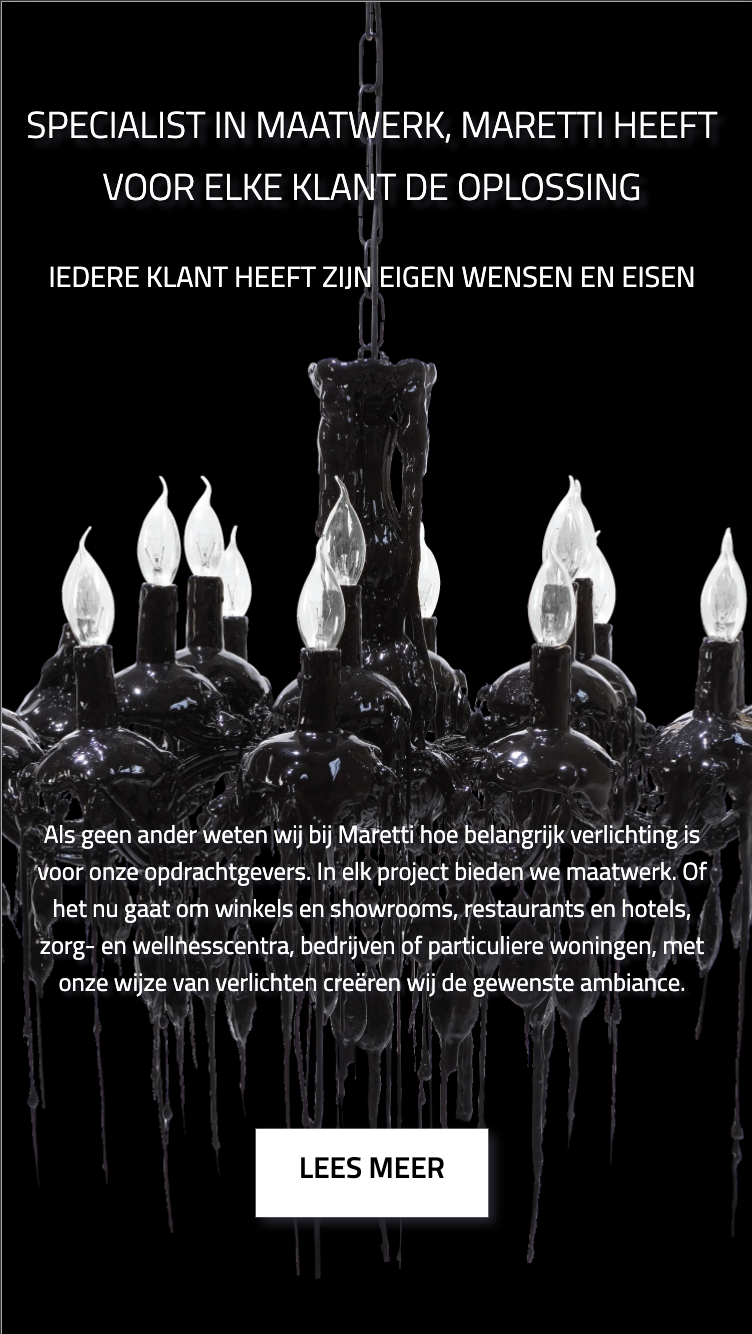 SPECIALIST IN MAATWERK, MARETTI HEEFT
VOOR ELKE KLANT DE OPLOSSING
IEDERE KLANT HEEFT ZIJN EIGEN WENSEN EN EISEN
Als geen ander weten wij bij Maretti hoe belangrijk verlichting is
voor onze opdrachtgevers. In elk project bieden we maatwerk. Of
het nu gaat om winkels en showrooms, restaurants en hotels,
zorg- en wellnesscentra, bedrijven of particuliere woningen, met
onze wijze van verlichten creëren wij de gewenste ambiance.
LEES MEER